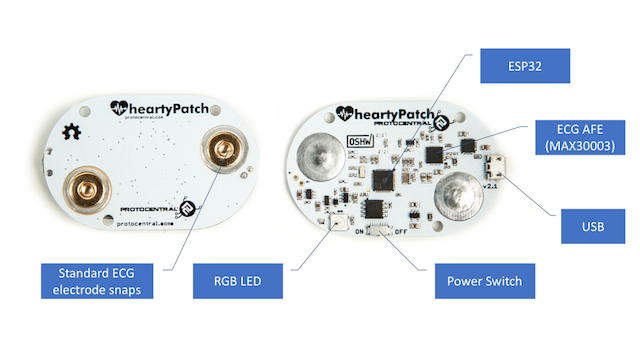 heartyPatch
protocentral.com
PROTOCENTRAL
protocentral.com
heartyPatch
PROTOCENTRAL
OSHW
v2.1
ON OFF
ESP32
ECG AFE
(MAX30003)
USB
Standard ECG
electrode snaps
RGB LED
Power Switch